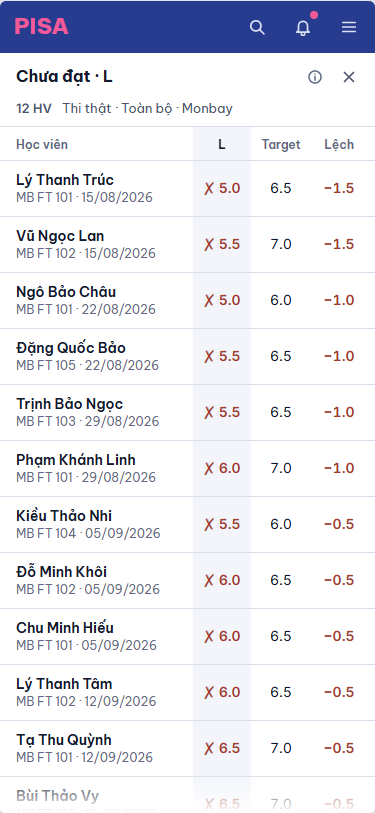 PISA
Chưa đạt · L
12 HV Thi thật · Toàn bộ · Monbay
Học viên L Target Lệch
Lý Thanh Trúc
MB FT 101 · 15/08/2026
✗ 5.0 6.5 −1.5
Vũ Ngọc Lan
MB FT 102 · 15/08/2026
✗ 5.5 7.0 −1.5
Ngô Bảo Châu
MB FT 101 · 22/08/2026
✗ 5.0 6.0 −1.0
Đặng Quốc Bảo
MB FT 105 · 22/08/2026
✗ 5.5 6.5 −1.0
Trịnh Bảo Ngọc
MB FT 103 · 29/08/2026
✗ 5.5 6.5 −1.0
Phạm Khánh Linh
MB FT 101 · 29/08/2026
✗ 6.0 7.0 −1.0
Kiều Thảo Nhi
MB FT 104 · 05/09/2026
✗ 5.5 6.0 −0.5
Đỗ Minh Khôi
MB FT 102 · 05/09/2026
✗ 6.0 6.5 −0.5
Chu Minh Hiếu
MB FT 101 · 05/09/2026
✗ 6.0 6.5 −0.5
Lý Thanh Tâm
MB FT 102 · 12/09/2026
✗ 6.0 6.5 −0.5
Tạ Thu Quỳnh
MB FT 101 · 12/09/2026
✗ 6.5 7.0 −0.5
Bùi Thảo Vy
✗ 6.5 7.0 −0.5